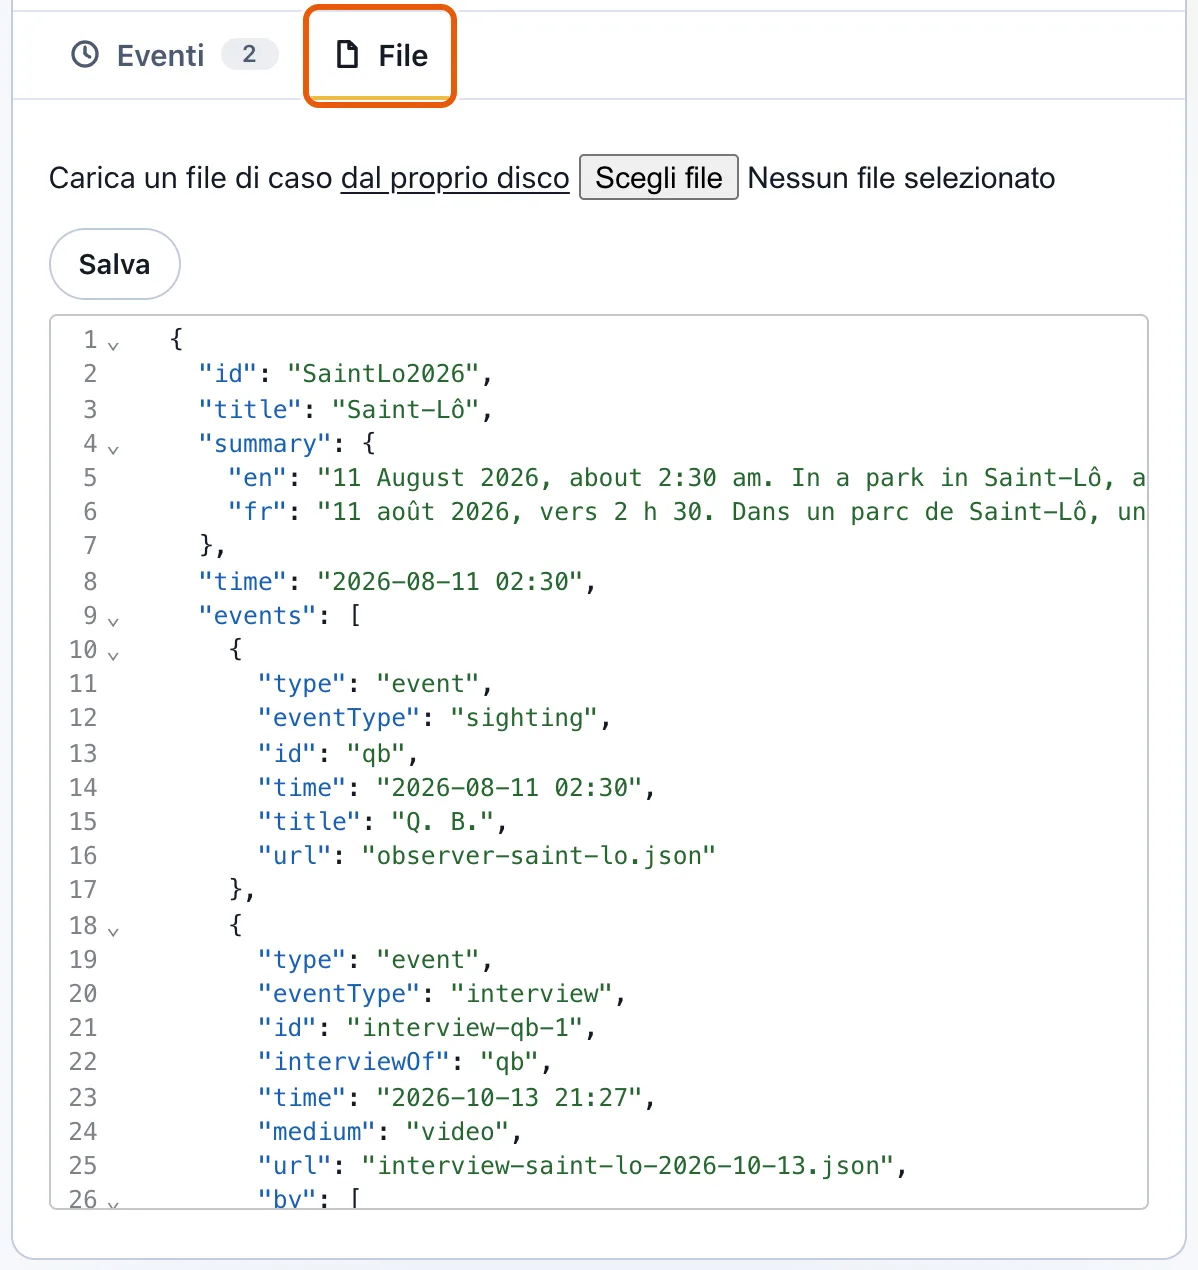 Eventi 2 File
Carica un file di caso dal proprio disco Scegli file Nessun file selezionato
Salva
1 {
2 "id": "SaintLo2026",
3 "title": "Saint-Lô",
4 "summary": {
5 "en": "11 August 2026, about 2:30 am. In a park in Saint-Lô, a
6 "fr": "11 août 2026, vers 2 h 30. Dans un parc de Saint-Lô, un
7 },
8 "time": "2026-08-11 02:30",
9 "events": [
10 {
11 "type": "event",
12 "eventType": "sighting",
13 "id": "qb",
14 "time": "2026-08-11 02:30",
15 "title": "Q. B.",
16 "url": "observer-saint-lo.json"
17 },
18 {
19 "type": "event",
20 "eventType": "interview",
21 "id": "interview-qb-1",
22 "interviewOf": "qb",
23 "time": "2026-10-13 21:27",
24 "medium": "video",
25 "url": "interview-saint-lo-2026-10-13.json",
26 "by": [